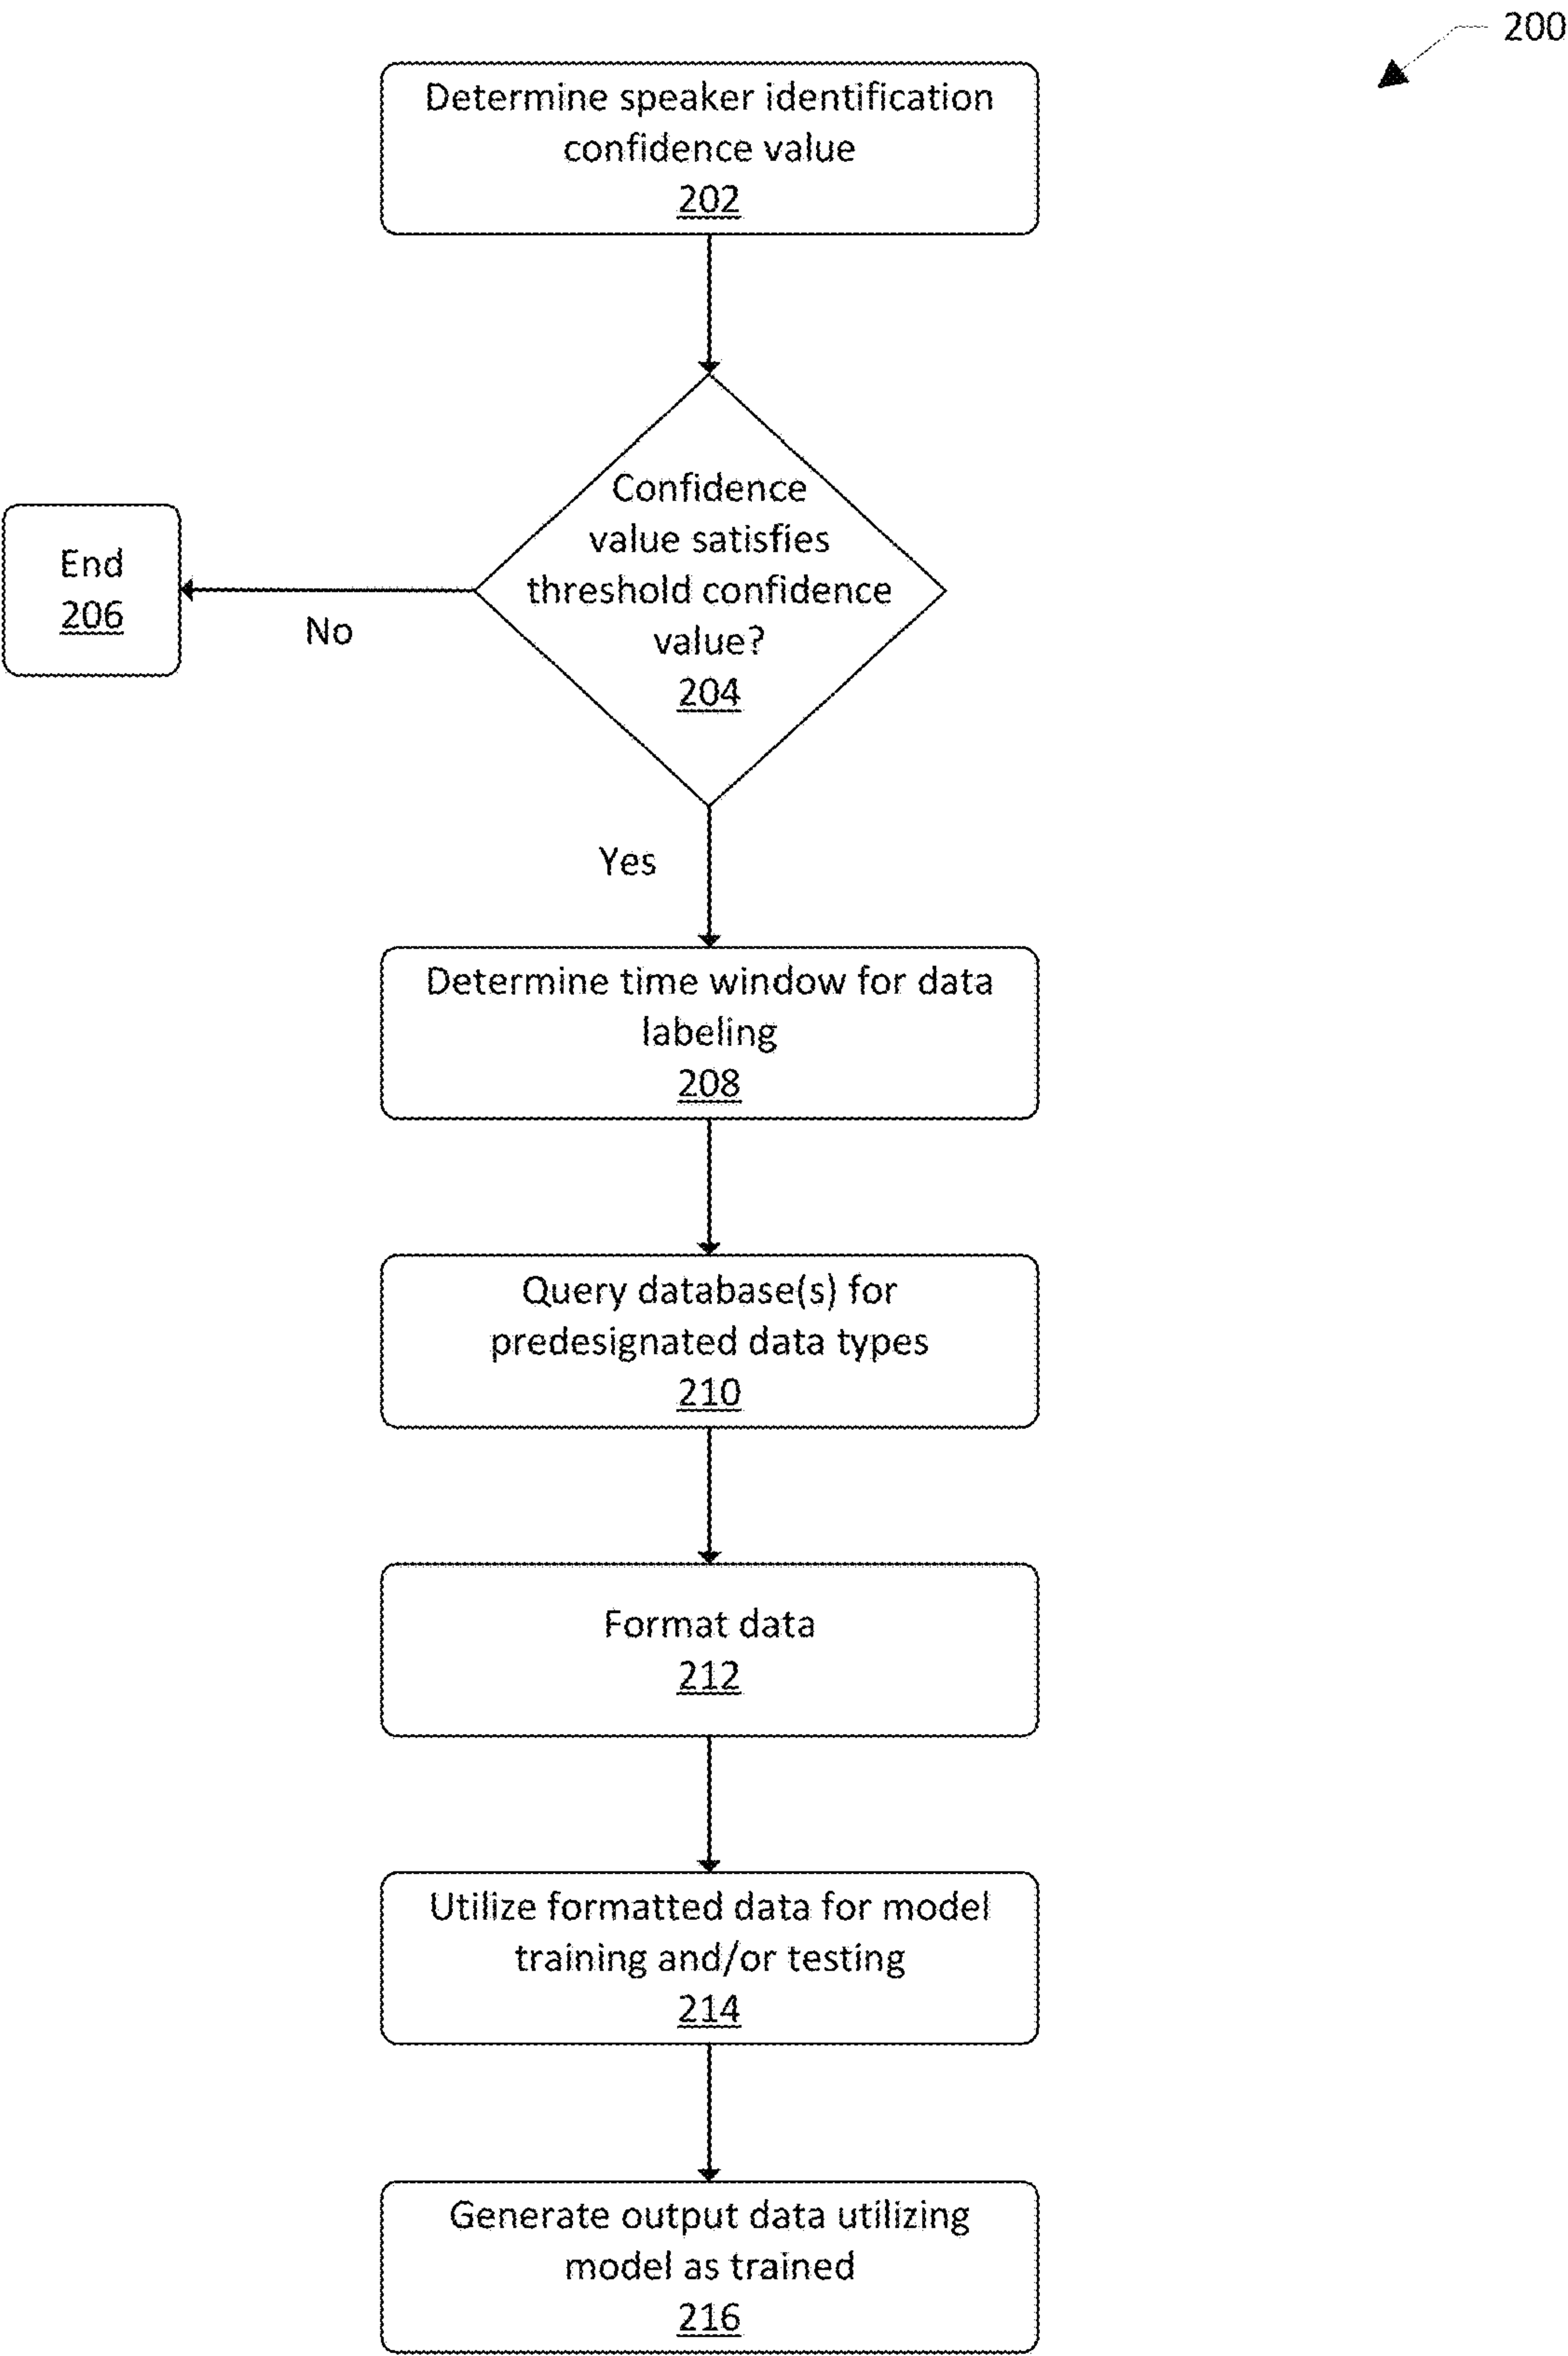 200
Determine speaker identification
confidence value
202
Confidence
value satisfies
threshold confidence
value?
204
End
206
No
Yes
Determine time window for data
labeling
208
Query database(s) for
predesignated data types
210
Format data
212
Utilize formatted data for model
training and/or testing
214
Generate output data utilizing
model as trained
216